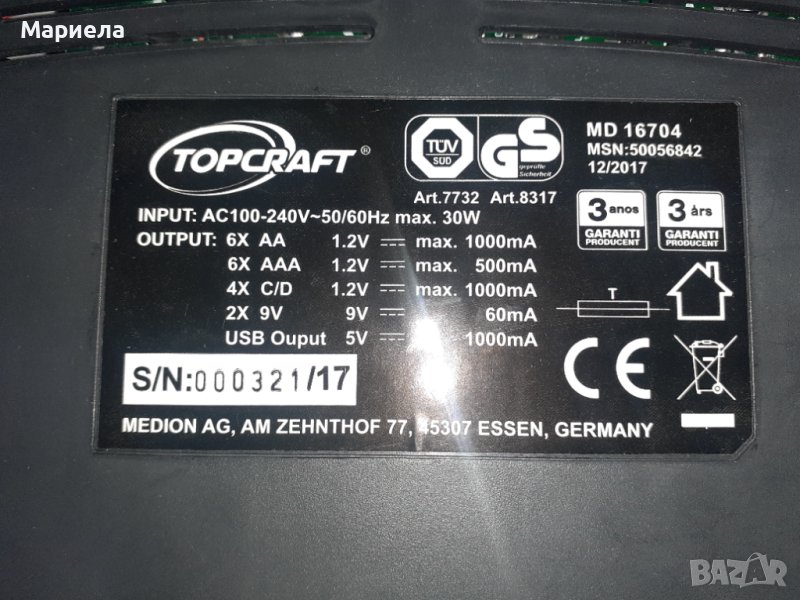 Мариела
TOPCRAFT®
TÜV
SÜD
GS
geprüfte
Sicherheit
MD 16704
MSN:50056842
12/2017
Art.7732 Art.8317
INPUT: AC100-240V~50/60Hz max. 30W
OUTPUT: 6X AA 1.2V max. 1000mA
6X AAA 1.2V max. 500mA
4X C/D 1.2V max. 1000mA
2X 9V 9V 60mA
USB Ouput 5V 1000mA
3 anos
GARANTI
PRODUCENT
3 års
GARANTI
PRODUCENT
T
CE
S/N:000321/17
MEDION AG, AM ZEHNTHOF 77, 45307 ESSEN, GERMANY
BAZAR